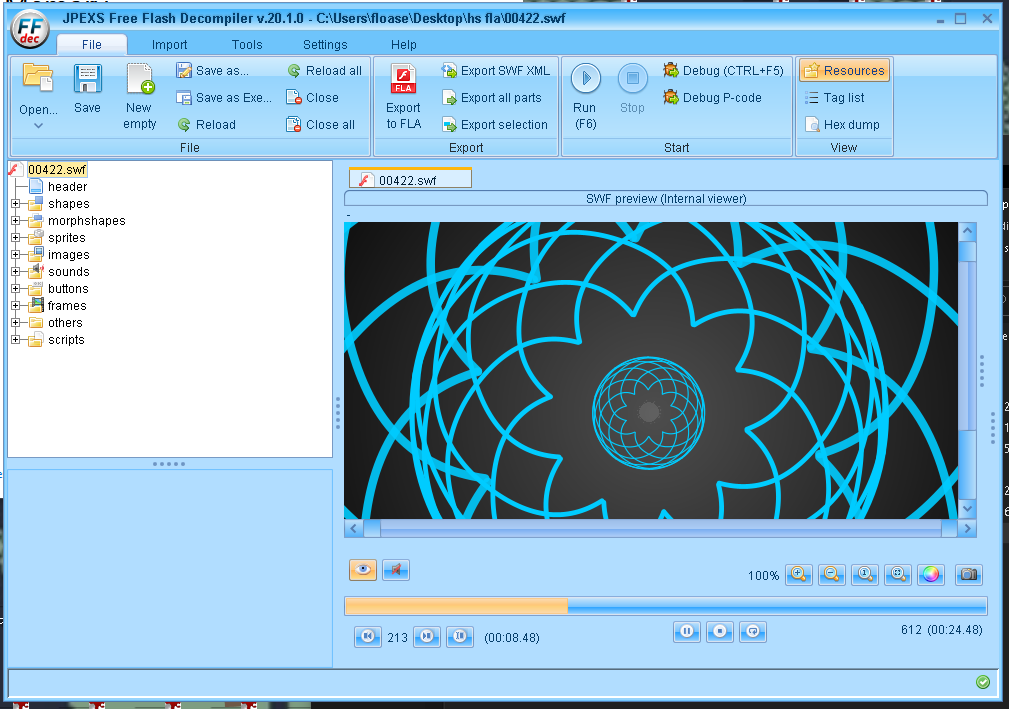 JPEXS Free Flash Decompiler v.20.1.0 - C:\Users\floase\Desktop\hs fla\00422.swf
FF
dec
File Import Tools Settings Help
Open...
Save
New
empty
Save as...
Save as Exe...
Reload
Reload all
Close
Close all
File
FLA
Export
to FLA
Export SWF XML
Export all parts
Export selection
Export
Run
(F6)
Stop
Debug (CTRL+F5)
Debug P-code
Start
Resources
Tag list
Hex dump
View
00422.swf
header
shapes
morphshapes
sprites
images
sounds
buttons
frames
others
scripts
00422.swf
SWF preview (Internal viewer)
-
100%
213
(00:08.48)
612 (00:24.48)